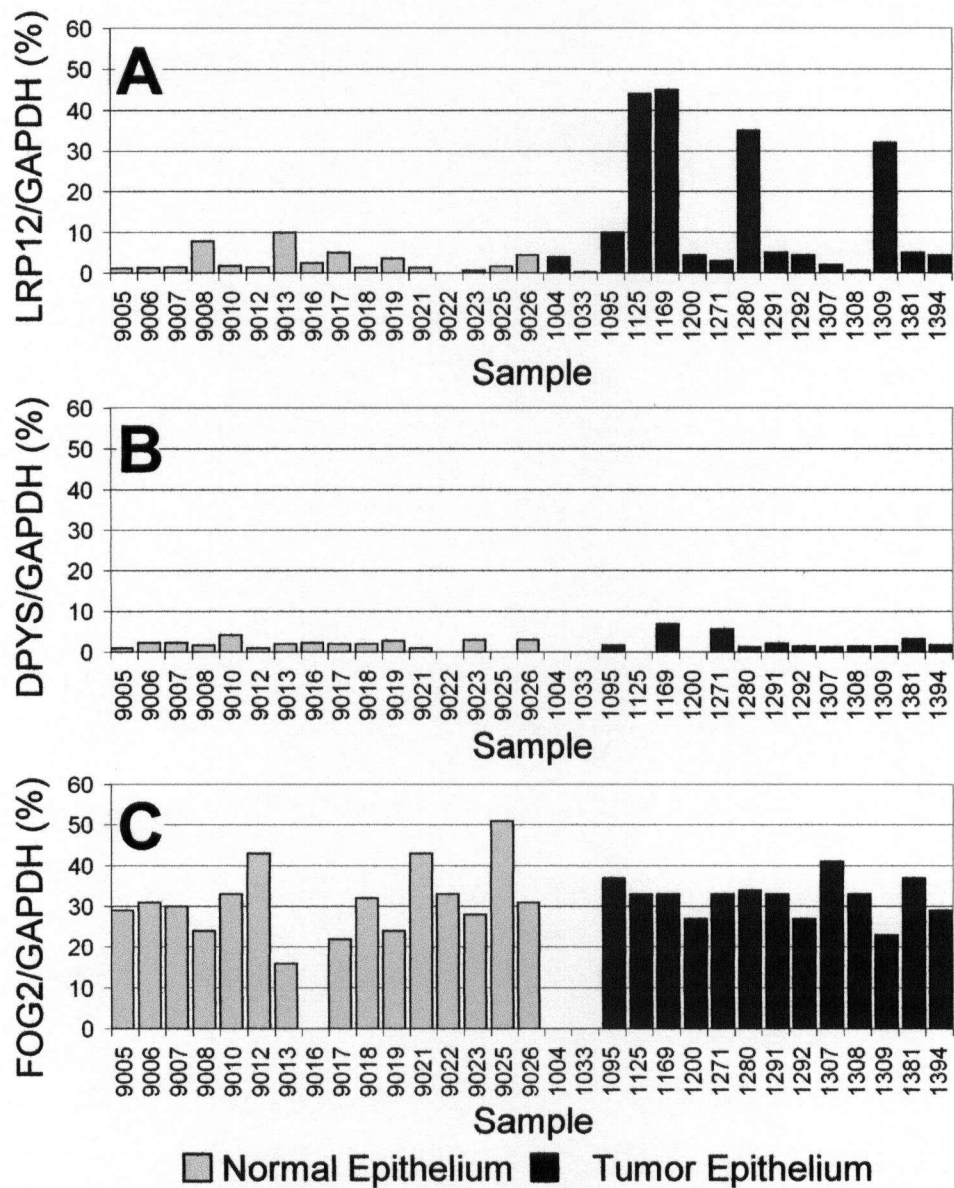 A
LRP12/GAPDH (%)
60
50
40
30
20
10
0
9005 9006 9007 9008 9010 9012 9013 9016 9017 9018 9019 9021 9022 9023 9025 9026 1004 1033 1095 1125 1169 1200 1271 1280 1291 1292 1307 1308 1309 1381 1394
Sample
B
DPYS/GAPDH (%)
60
50
40
30
20
10
0
9005 9006 9007 9008 9010 9012 9013 9016 9017 9018 9019 9021 9022 9023 9025 9026 1004 1033 1095 1125 1169 1200 1271 1280 1291 1292 1307 1308 1309 1381 1394
Sample
C
FOG2/GAPDH (%)
60
50
40
30
20
10
0
9005 9006 9007 9008 9010 9012 9013 9016 9017 9018 9019 9021 9022 9023 9025 9026 1004 1033 1095 1125 1169 1200 1271 1280 1291 1292 1307 1308 1309 1381 1394
Sample
Normal Epithelium Tumor Epithelium